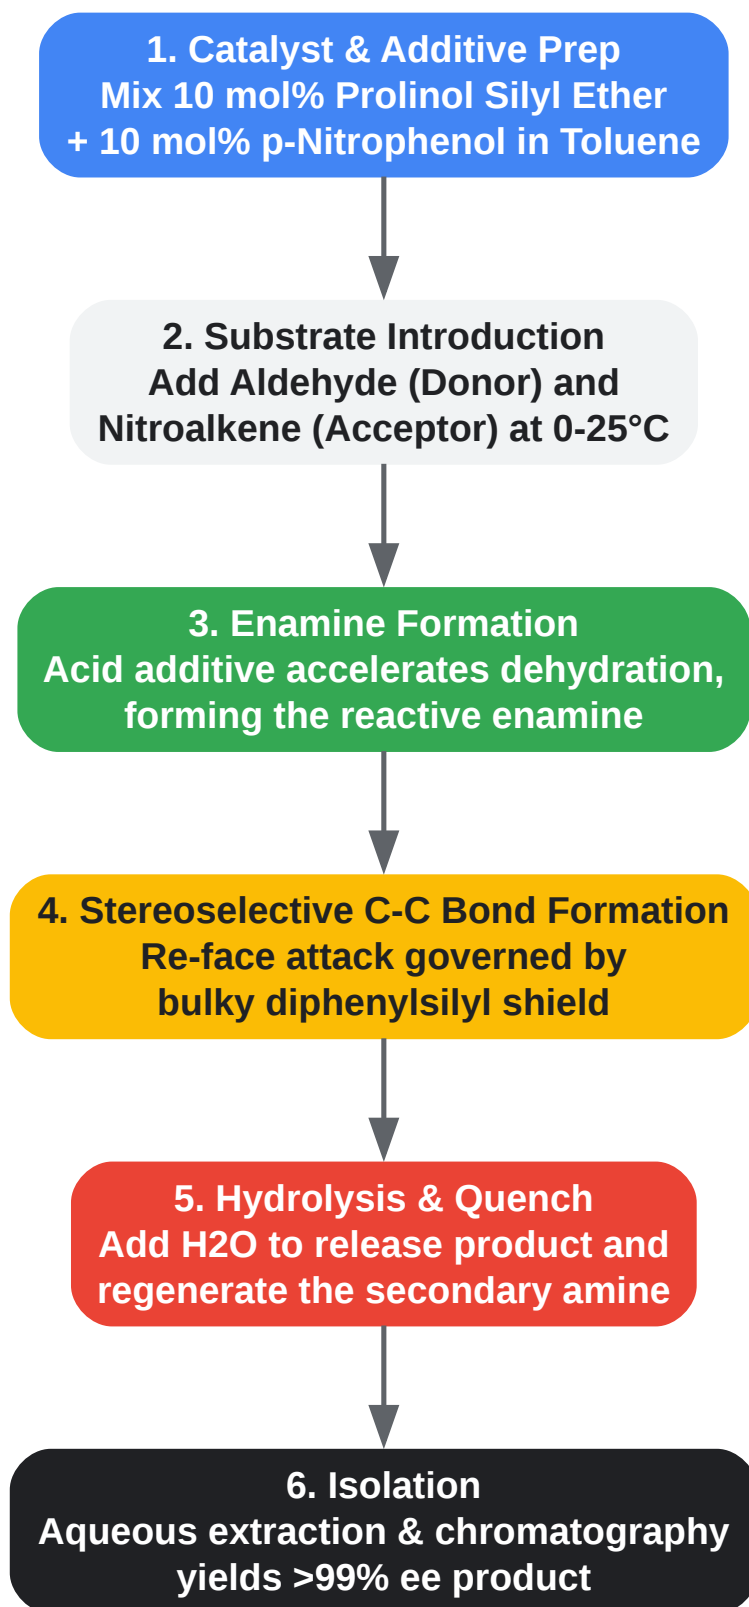 1. Catalyst & Additive Prep
Mix 10 mol% Prolinol Silyl Ether
+ 10 mol% p-Nitrophenol in Toluene
2. Substrate Introduction
Add Aldehyde (Donor) and
Nitroalkene (Acceptor) at 0-25°C
3. Enamine Formation
Acid additive accelerates dehydration,
forming the reactive enamine
4. Stereoselective C-C Bond Formation
Re-face attack governed by
bulky diphenylsilyl shield
5. Hydrolysis & Quench
Add H2O to release product and
regenerate the secondary amine
6. Isolation
Aqueous extraction & chromatography
yields >99% ee product